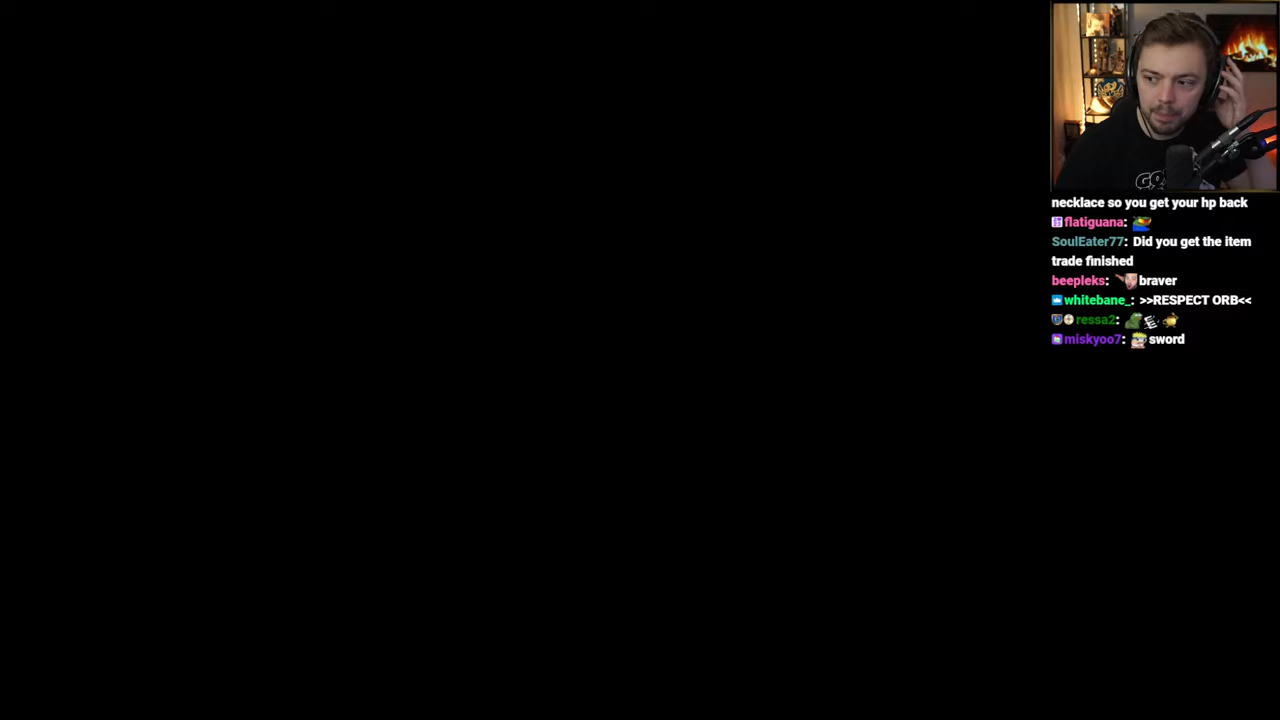 GO
necklace so you get your hp back
flatiguana:
SoulEater77: Did you get the item
trade finished
beepleks: braver
whitebane_: >>RESPECT ORB<<
ressa2:
miskyoo7: sword